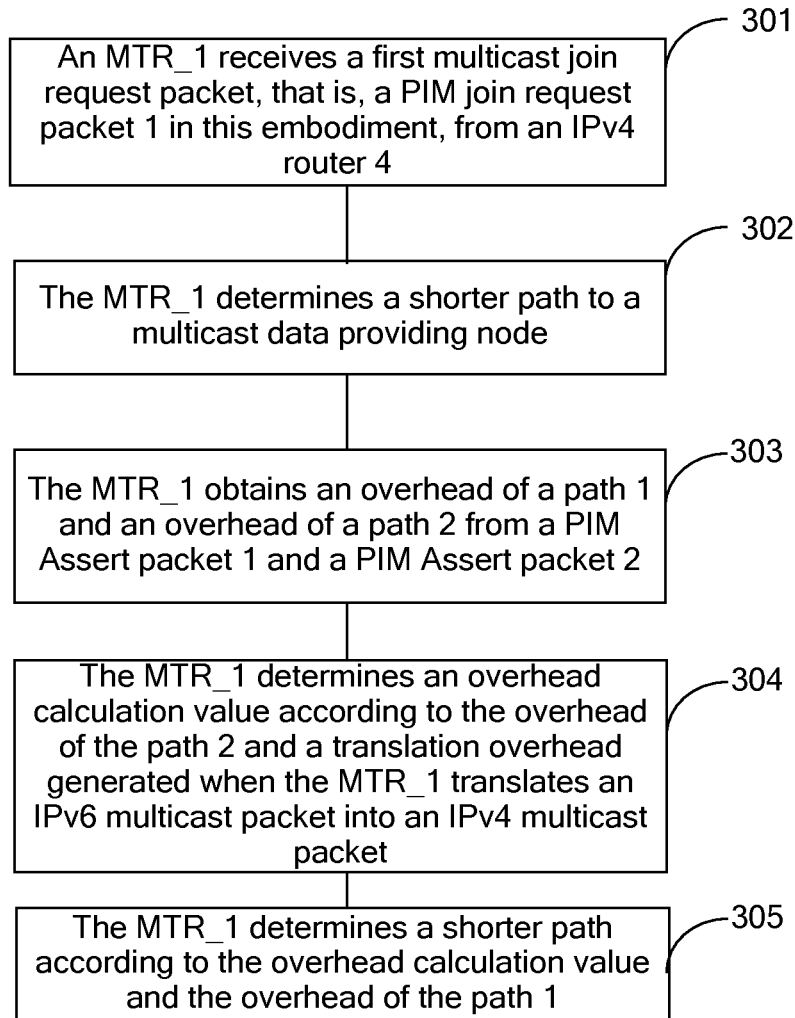 301
An MTR_1 receives a first multicast join
request packet, that is, a PIM join request
packet 1 in this embodiment, from an IPv4
router 4
302
The MTR_1 determines a shorter path to a
multicast data providing node
303
The MTR_1 obtains an overhead of a path 1
and an overhead of a path 2 from a PIM
Assert packet 1 and a PIM Assert packet 2
304
The MTR_1 determines an overhead
calculation value according to the overhead
of the path 2 and a translation overhead
generated when the MTR_1 translates an
IPv6 multicast packet into an IPv4 multicast
packet
305
The MTR_1 determines a shorter path
according to the overhead calculation value
and the overhead of the path 1